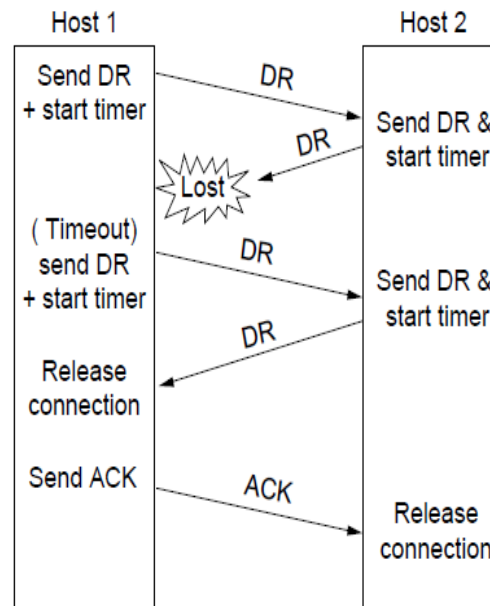 Host 1
Host 2
Send DR
+ start timer
DR
Send DR &
start timer
DR
Lost
( Timeout)
send DR
+ start timer
DR
Send DR &
start timer
DR
Release
connection
Send ACK
ACK
Release
connection